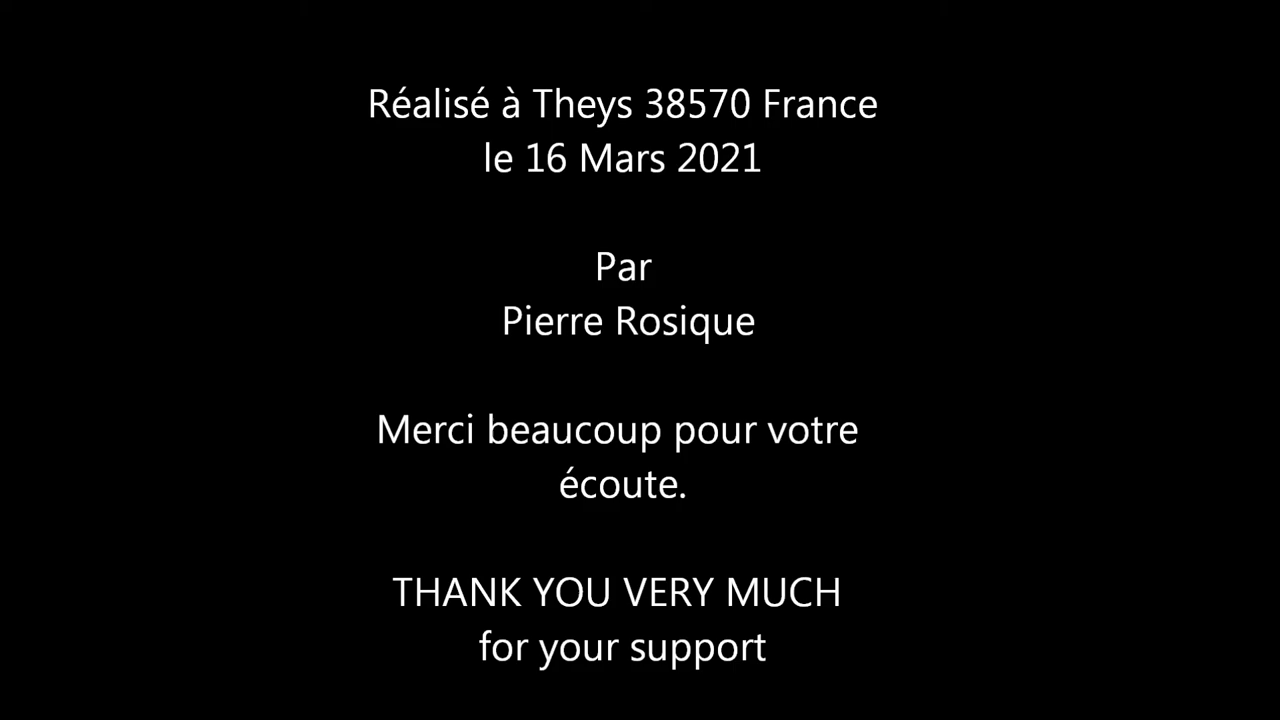 Réalisé à Theys 38570 France
le 16 Mars 2021
Par
Pierre Rosique
Merci beaucoup pour votre
écoute.
THANK YOU VERY MUCH
for your support